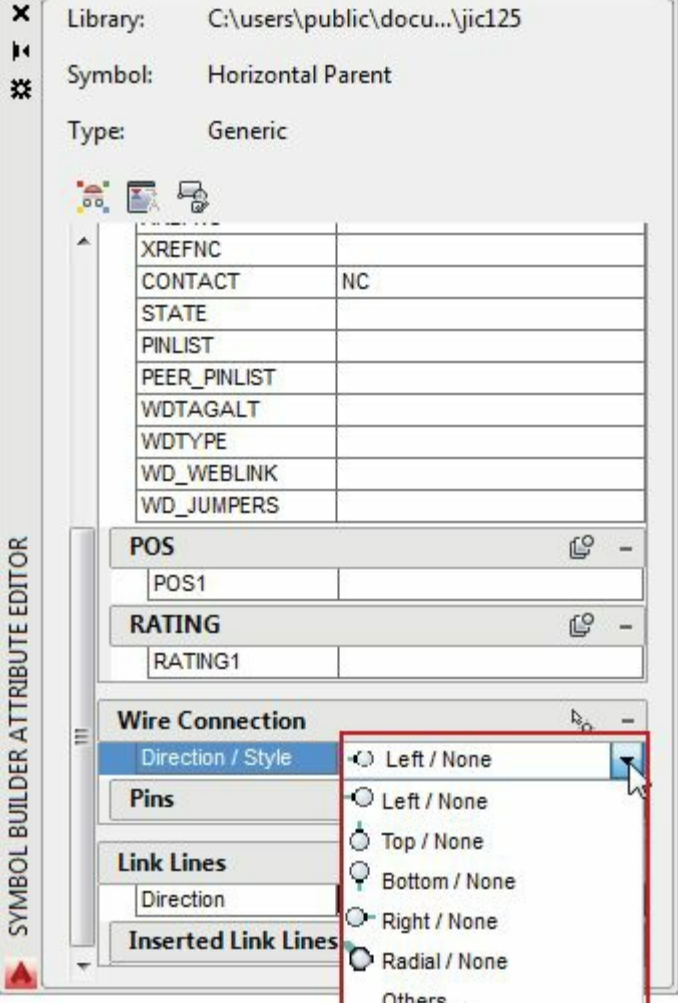 Library: C:\users\public\docu...\jic125
Symbol: Horizontal Parent
Type: Generic
XREFNC
CONTACT NC
STATE
PINLIST
PEER_PINLIST
WDTAGALT
WDTYPE
WD_WEBLINK
WD_JUMPERS
POS
POS1
RATING
RATING1
Wire Connection
Direction / Style Left / None
Left / None
Pins
Top / None
Bottom / None
Link Lines
Direction
Right / None
Inserted Link Lines
Radial / None
Others...
SYMBOL BUILDER ATTRIBUTE EDITOR